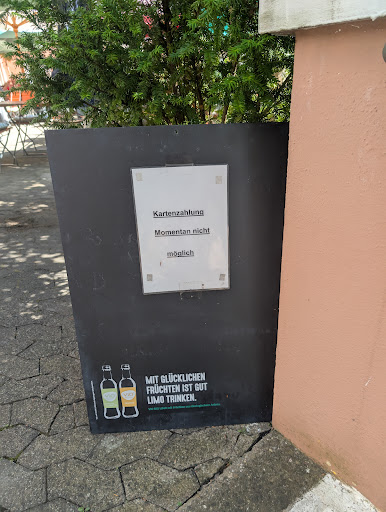 Kartenzahlung
Momentan nicht
möglich
MIT GLÜCKLICHEN
FRÜCHTEN IST GUT
LIMO TRINKEN.